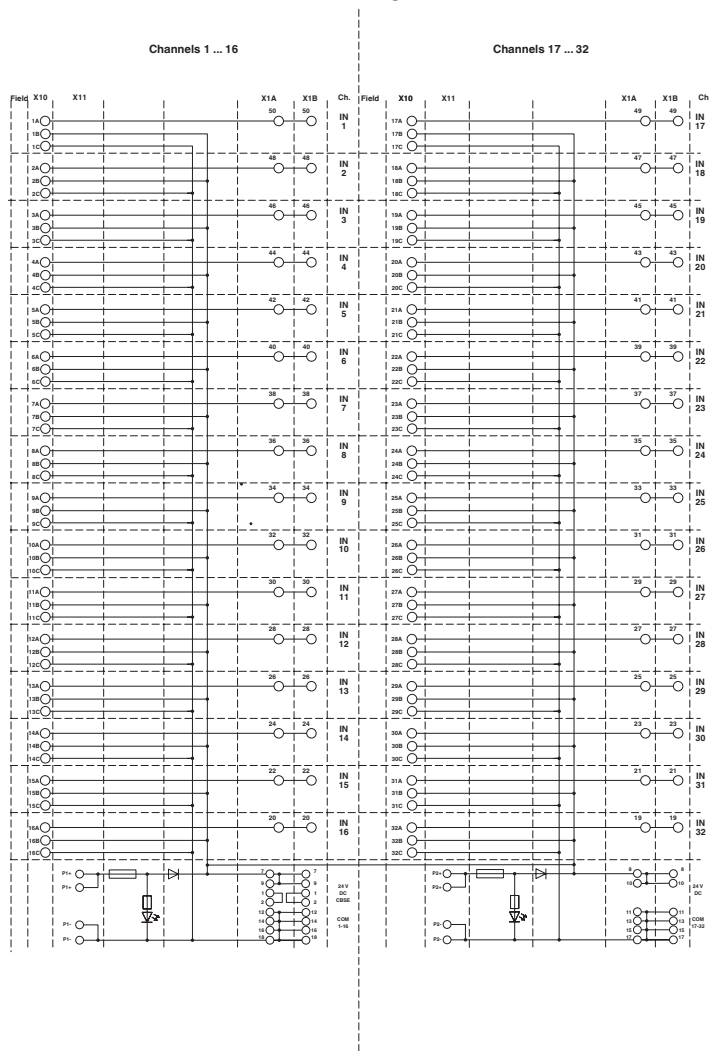 Channels 1 ... 16
Channels 17 ... 32
Field X10 X11 X1A X1B Ch. Field X10 X11 X1A X1B Ch
1A 50 50 IN 1 17A 49 49 IN 17
1B 17B
1C 17C
2A 48 48 IN 2 18A 47 47 IN 18
2B 18B
2C 18C
3A 46 46 IN 3 19A 45 45 IN 19
3B 19B
3C 19C
4A 44 44 IN 4 20A 43 43 IN 20
4B 20B
4C 20C
5A 42 42 IN 5 21A 41 41 IN 21
5B 21B
5C 21C
6A 40 40 IN 6 22A 39 39 IN 22
6B 22B
6C 22C
7A 38 38 IN 7 23A 37 37 IN 23
7B 23B
7C 23C
8A 36 36 IN 8 24A 35 35 IN 24
8B 24B
8C 24C
9A 34 34 IN 9 25A 33 33 IN 25
9B 25B
9C 25C
10A 32 32 IN 10 26A 31 31 IN 26
10B 26B
10C 26C
11A 30 30 IN 11 27A 29 29 IN 27
11B 27B
11C 27C
12A 28 28 IN 12 28A 27 27 IN 28
12B 28B
12C 28C
13A 26 26 IN 13 29A 25 25 IN 29
13B 29B
13C 29C
14A 24 24 IN 14 30A 23 23 IN 30
14B 30B
14C 30C
15A 22 22 IN 15 31A 21 21 IN 31
15B 31B
15C 31C
16A 20 20 IN 16 32A 19 19 IN 32
16B 32B
16C 32C
P1+ 7 7 P2+ 8 8
P1+ 9 9 24 V P2+ 10 10 24 V
1 1 DC DC
2 2 CBSE
12 12 COM 11 11 COM
P1- 14 14 1-16 P2- 13 13 17-32
16 16 15 15
P1- 18 18 P2- 17 17